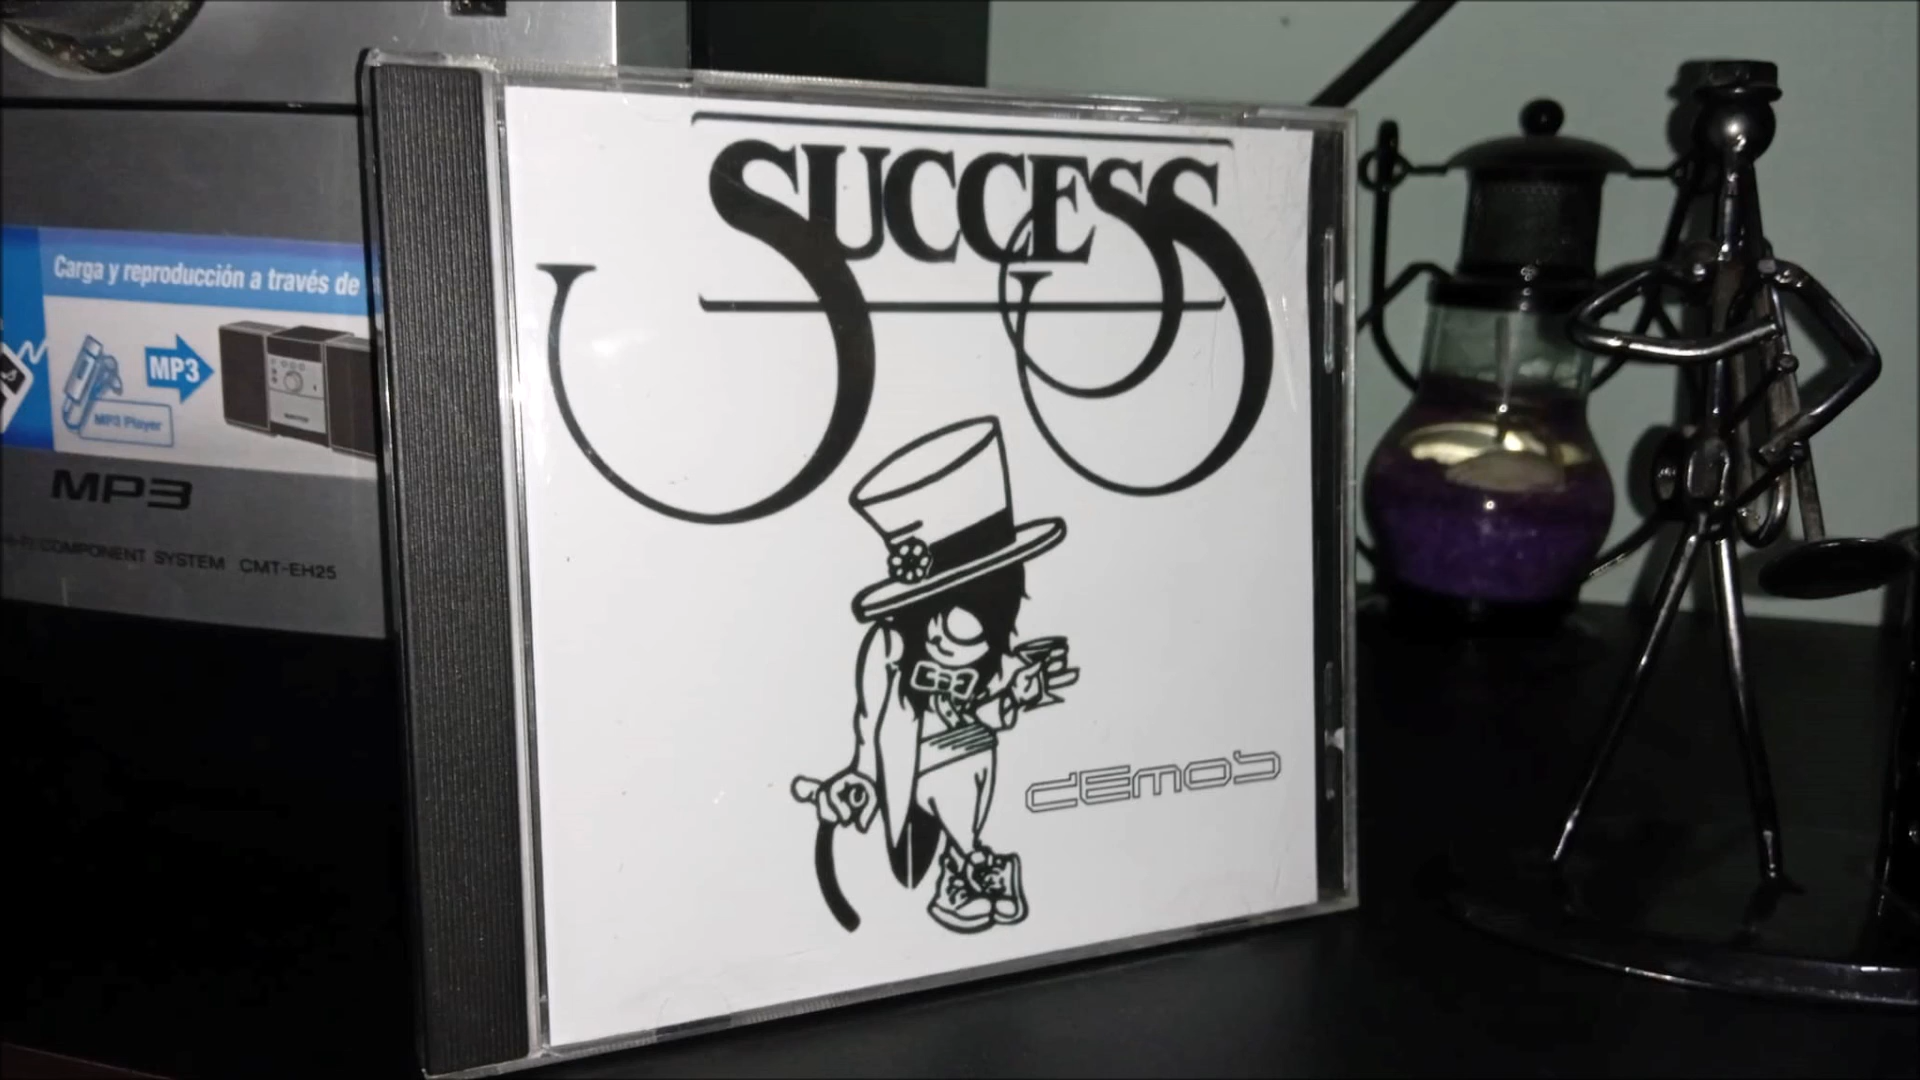 SUCCESS
dEmos
Carga y reproducción a través de
MP3
MP3 Player
MP3
COMPONENT SYSTEM CMT-EH25